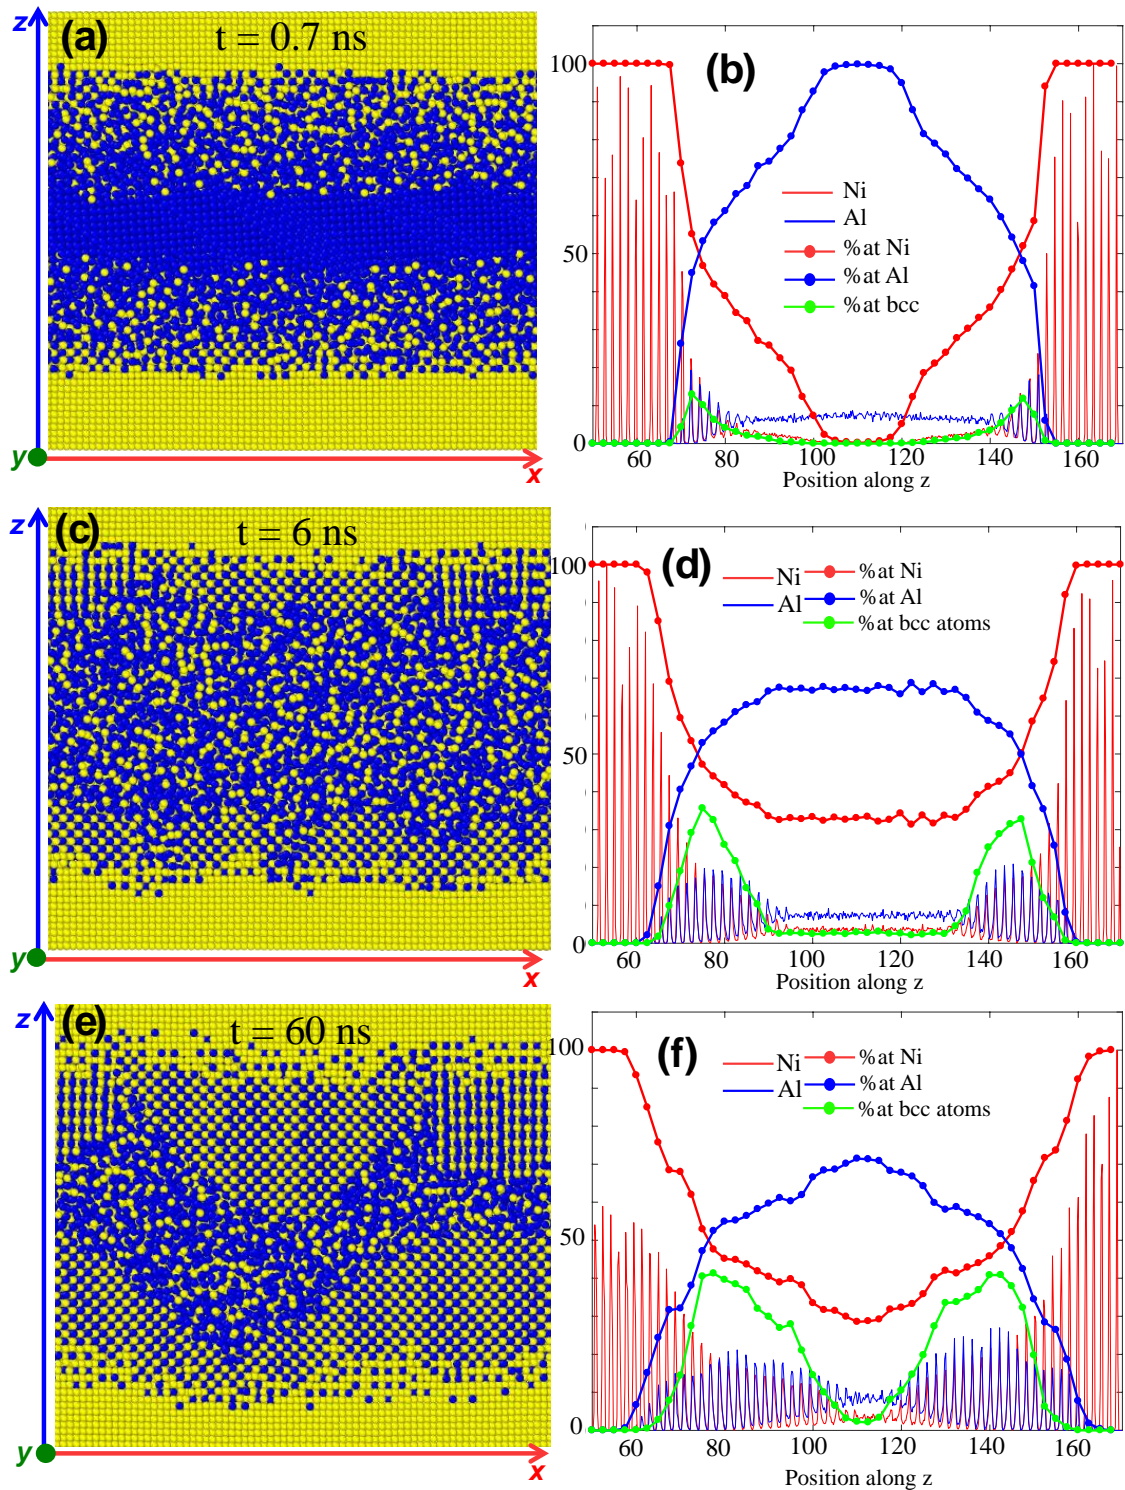 z
(a)
t = 0.7 ns
y
x
(b)
100
50
0
Ni
Al
%at Ni
%at Al
%at bcc
60
80
100
120
140
160
Position along z
z
(c)
t = 6 ns
y
x
(d)
100
50
0
Ni
Al
%at Ni
%at Al
%at bcc atoms
60
80
100
120
140
160
Position along z
z
(e)
t = 60 ns
y
x
(f)
100
50
0
Ni
Al
%at Ni
%at Al
%at bcc atoms
60
80
100
120
140
160
Position along z